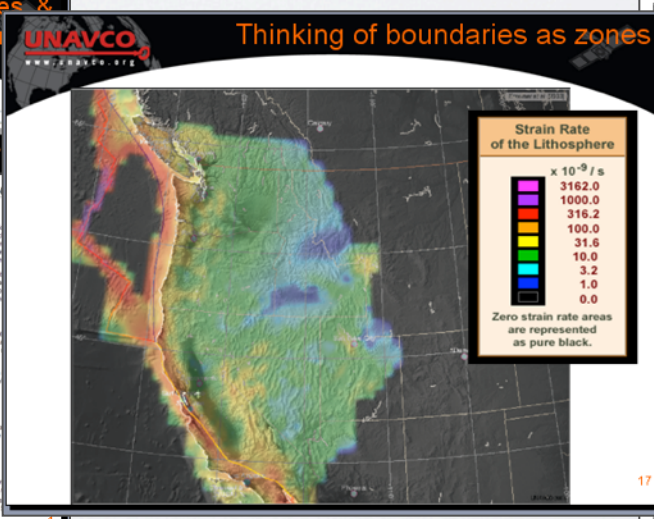 es &
UNAVCO
www.unavco.org
Thinking of boundaries as zones
Calgary
Strain Rate
of the Lithosphere
x 10-9 / s
3162.0
1000.0
316.2
100.0
31.6
10.0
3.2
1.0
0.0
Zero strain rate areas
are represented
as pure black.
17